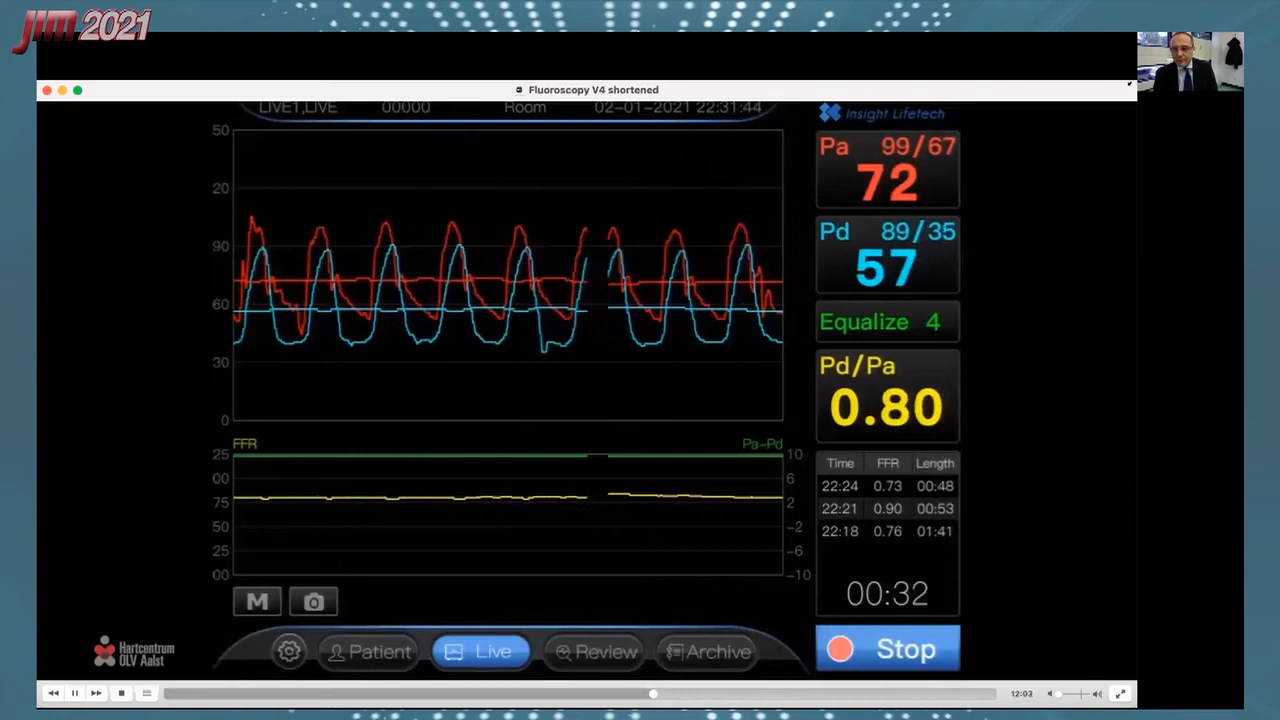 JIM 2021
Fluoroscopy V4 shortened
LIVE1,LIVE 00000 Room 02-01-2021 22:31:44
Insight Lifetech
50
20
90
60
30
0
Pa 99/67
72
Pd 89/35
57
Equalize 4
Pd/Pa
0.80
FFR Pa-Pd
25 10
00 6
75 2
50 -2
25 -6
00 -10
Time FFR Length
22:24 0.73 00:48
22:21 0.90 00:53
22:18 0.76 01:41
00:32
M
Hartcentrum
OLV Aalst
Patient Live Review Archive
Stop
12:03